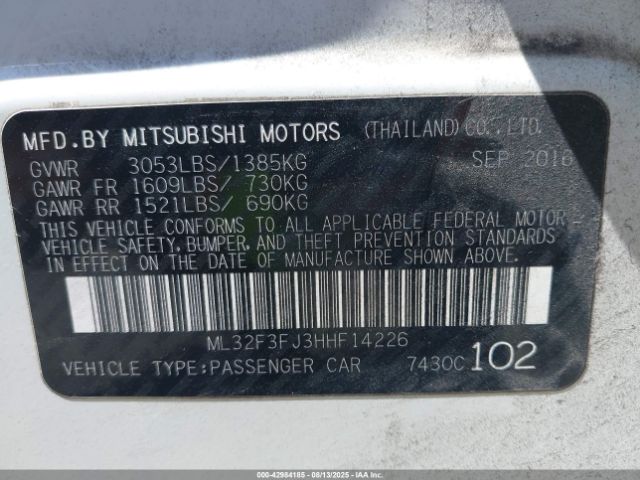 MFD.BY MITSUBISHI MOTORS (THAILAND)CO.,LTD.
GVWR 3053LBS/1385KG SEP 2016
GAWR FR 1609LBS/ 730KG
GAWR RR 1521LBS/ 690KG
THIS VEHICLE CONFORMS TO ALL APPLICABLE FEDERAL MOTOR
VEHICLE SAFETY, BUMPER, AND THEFT PREVENTION STANDARDS
IN EFFECT ON THE DATE OF MANUFACTURE SHOWN ABOVE.
ML32F3FJ3HHF14226
VEHICLE TYPE:PASSENGER CAR 7430C 102
000-42984185 - 08/13/2025 - IAAI.COM